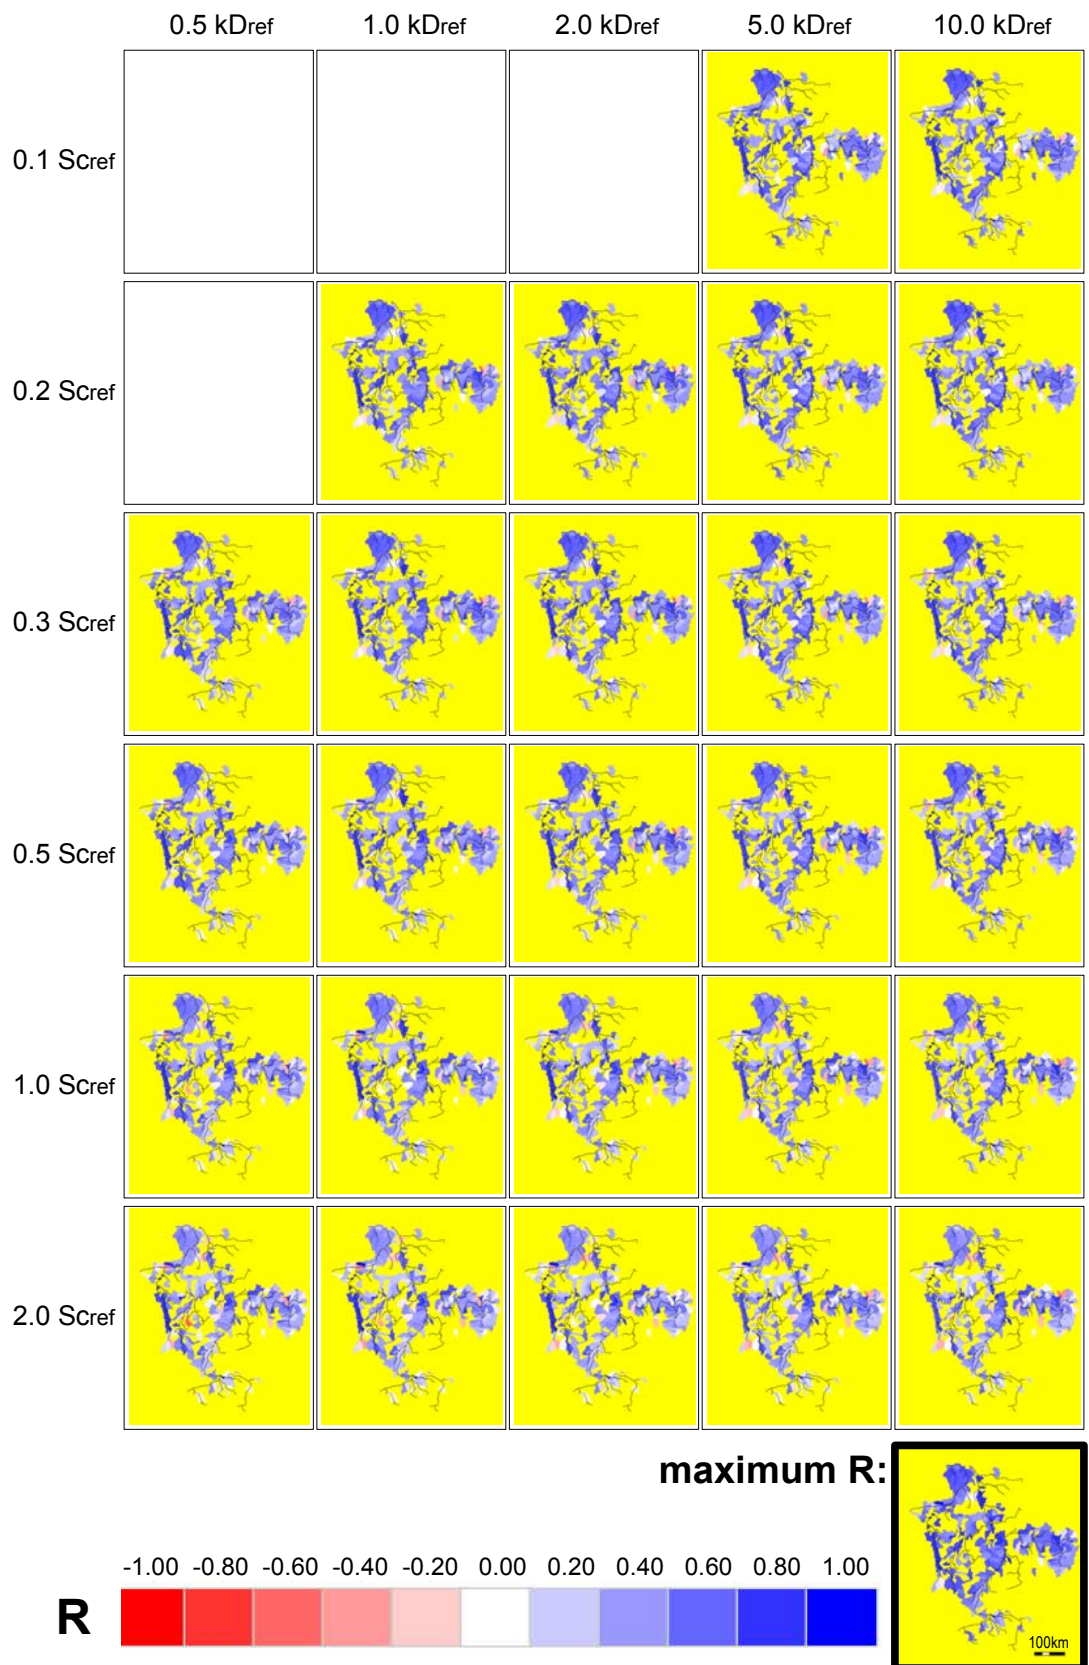 0.5 kDref 1.0 kDref 2.0 kDref 5.0 kDref 10.0 kDref
0.1 Scref
0.2 Scref
0.3 Scref
0.5 Scref
1.0 Scref
2.0 Scref
maximum R:
-1.00 -0.80 -0.60 -0.40 -0.20 0.00 0.20 0.40 0.60 0.80 1.00
R
100km